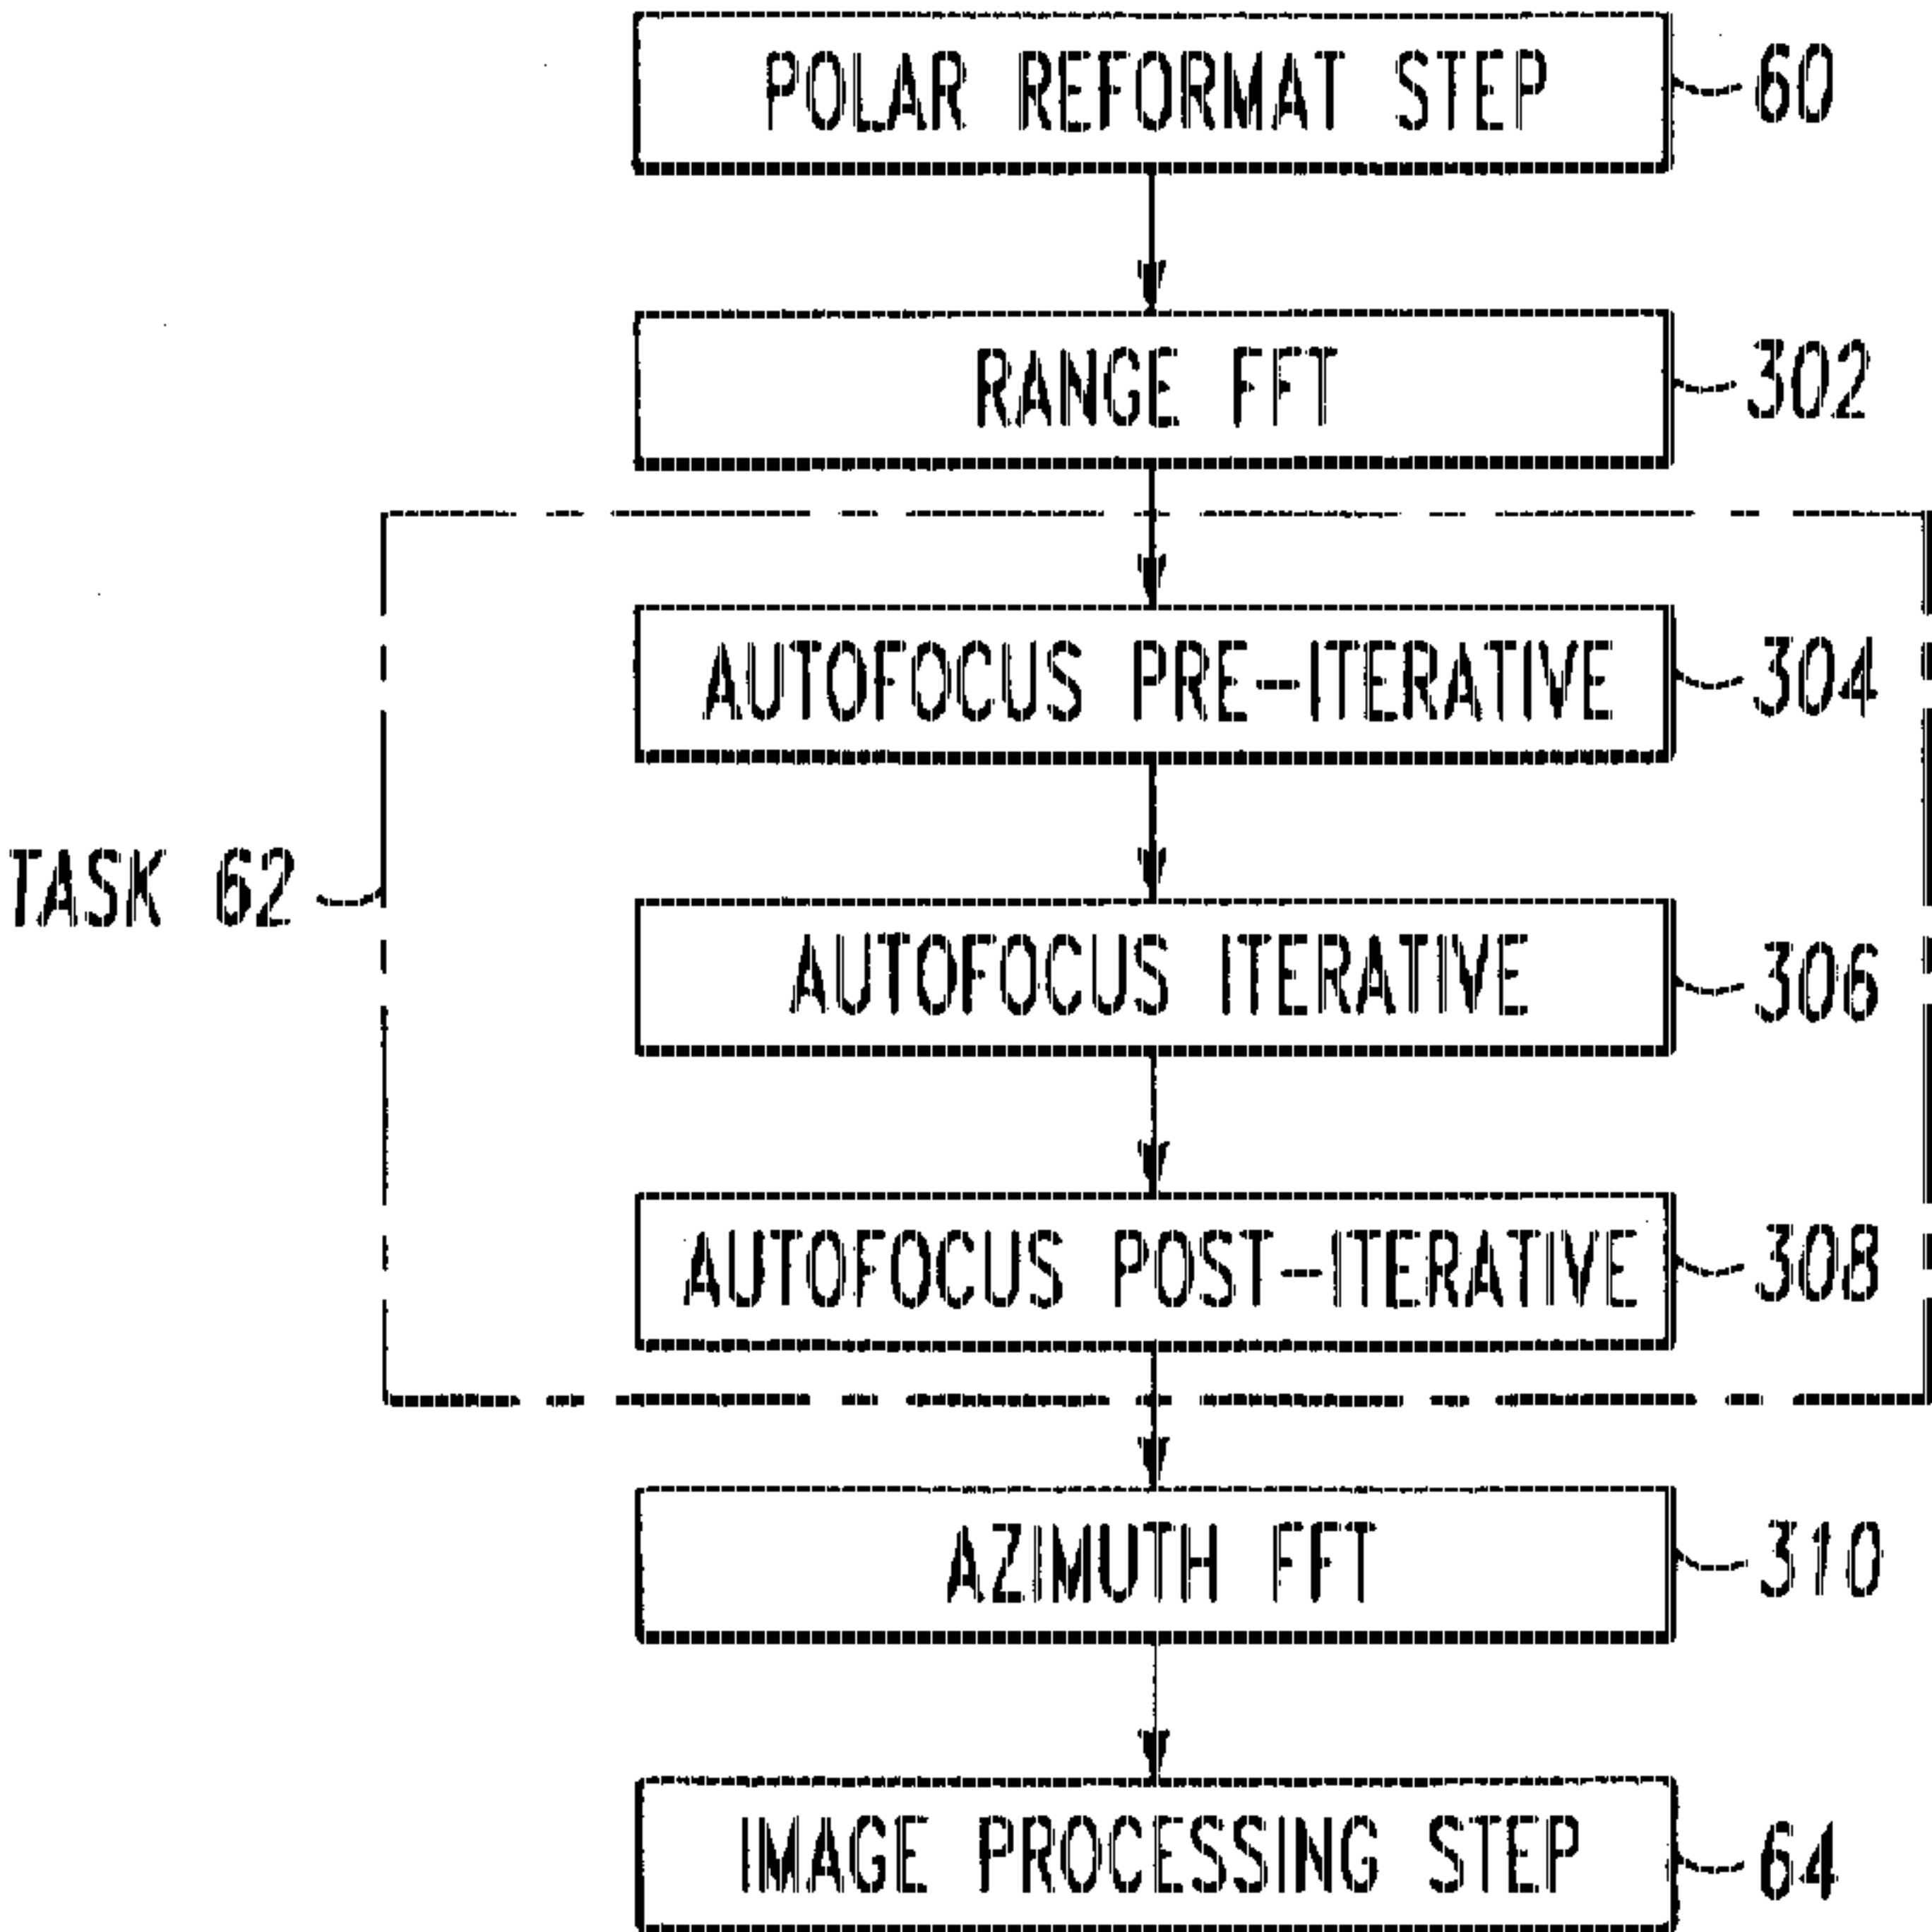 POLAR REFORMAT STEP 60
RANGE FFT 302
AUTOFOCUS PRE-ITERATIVE 304
TASK 62
AUTOFOCUS ITERATIVE 306
AUTOFOCUS POST-ITERATIVE 308
AZIMUTH FFT 310
IMAGE PROCESSING STEP 64